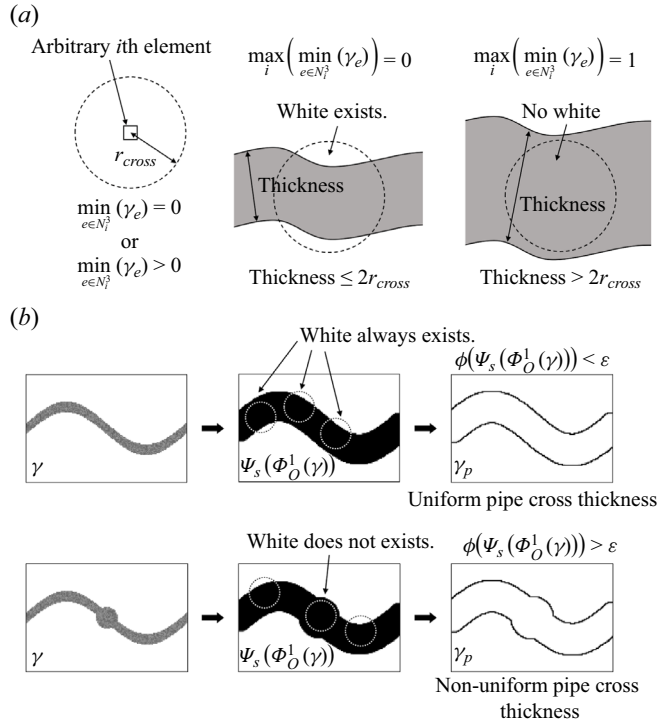 (a)
Arbitrary ith element
r_cross
min_{e∈N_i^3}(γ_e) = 0
or
min_{e∈N_i^3}(γ_e) > 0
max_i(min_{e∈N_i^3}(γ_e)) = 0
White exists.
Thickness
Thickness ≤ 2r_cross
max_i(min_{e∈N_i^3}(γ_e)) = 1
No white
Thickness
Thickness > 2r_cross
(b)
White always exists.
ϕ(Ψ_s(Φ_O^1(γ))) < ε
γ
Ψ_s(Φ_O^1(γ))
γ_p
Uniform pipe cross thickness
White does not exists.
ϕ(Ψ_s(Φ_O^1(γ))) > ε
γ
Ψ_s(Φ_O^1(γ))
γ_p
Non-uniform pipe cross
thickness